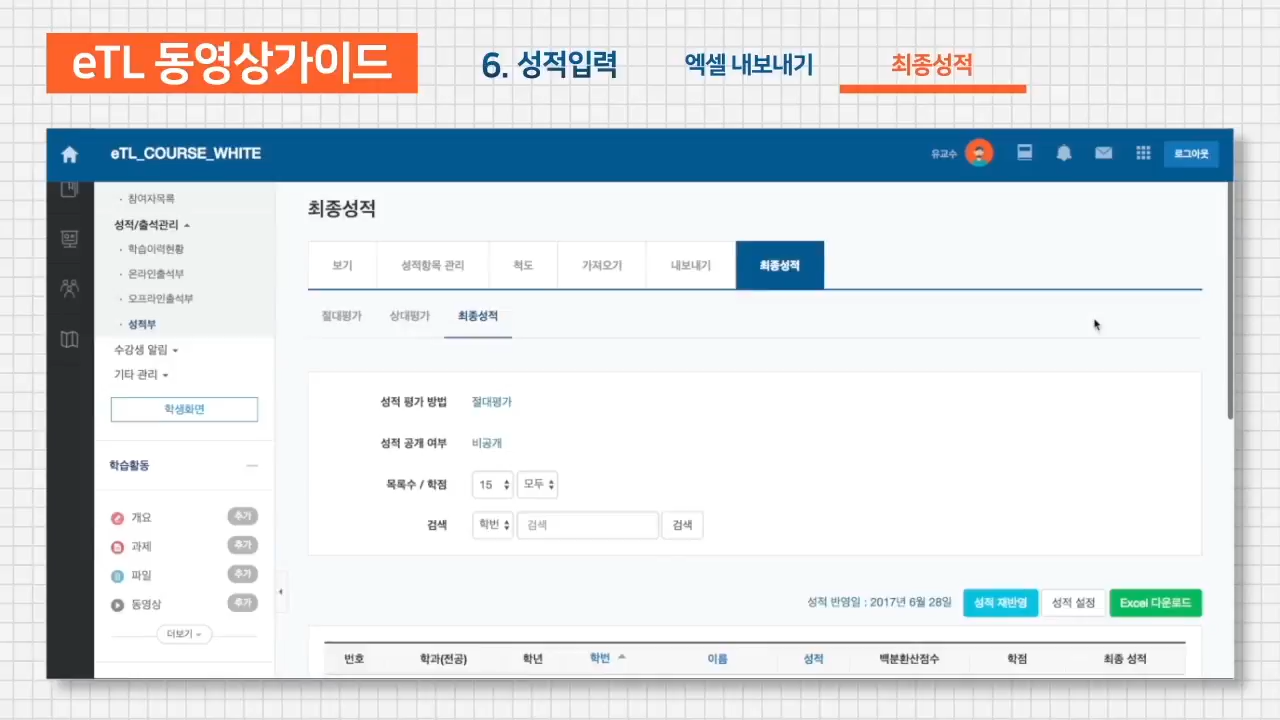 eTL 동영상가이드
6. 성적입력
엑셀 내보내기
최종성적
eTL_COURSE_WHITE
유교수
로그아웃
· 참여자목록
성적/출석관리
· 학습이력현황
· 온라인출석부
· 오프라인출석부
· 성적부
수강생 알림
기타 관리
학생화면
학습활동
개요 추가
과제 추가
파일 추가
동영상 추가
더보기
최종성적
보기 성적항목 관리 척도 가져오기 내보내기 최종성적
절대평가 상대평가 최종성적
성적 평가 방법 절대평가
성적 공개 여부 비공개
목록수 / 학점 15 모두
검색 학번 검색 검색
성적 반영일 : 2017년 6월 28일 성적 재반영 성적 설정 Excel 다운로드
번호 학과(전공) 학년 학번 이름 성적 백분환산점수 학점 최종 성적